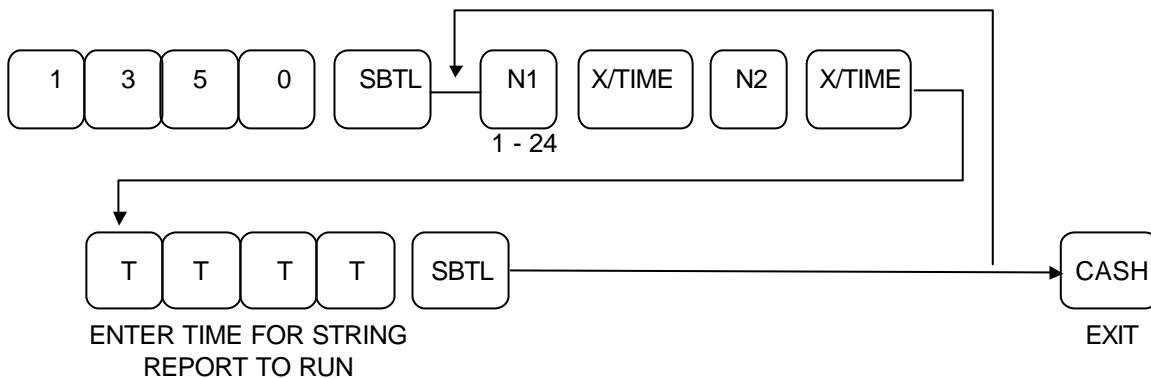 1 3 5 0 SBTL N1 X/TIME N2 X/TIME
1 - 24
T T T T SBTL CASH
ENTER TIME FOR STRING EXIT
REPORT TO RUN